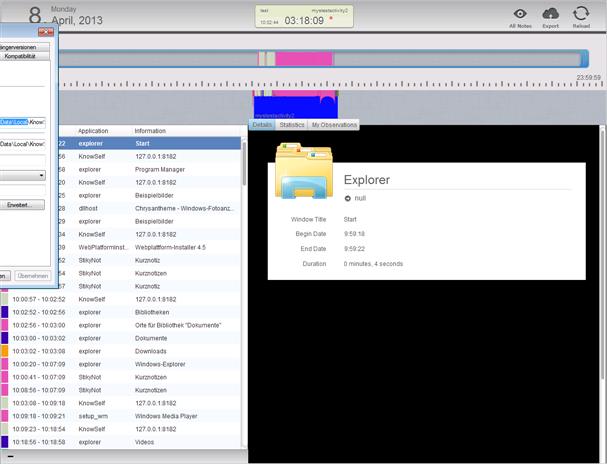 8. Monday
April, 2013
test
mystestactivity2
10:02:44
03:18:09
All Notes
Export
Reload
ängerversionen
Kompatibilität
23:59:59
mystestactivity2
Details
Statistics
My Observations
Application
Information
22 explorer Start
56 KnowSelf 127.0.0.1:8182
58 explorer Program Manager
20 KnowSelf 127.0.0.1:8182
25 explorer Beispielbilder
28 dllhost Chrysantheme - Windows-Fotoanz...
29 explorer Beispielbilder
34 KnowSelf 127.0.0.1:8182
39 WebPlatformInst... Webplattform-Installer 4.5
52 StikyNot Kurznotiz
54 StikyNot Kurznotizen
57 StikyNot Kurznotiz
10:00:57 - 10:02:52 KnowSelf 127.0.0.1:8182
10:02:52 - 10:02:56 explorer Bibliotheken
10:02:56 - 10:03:00 explorer Orte für Bibliothek "Dokumente"
10:03:00 - 10:03:02 explorer Dokumente
10:03:02 - 10:03:08 explorer Downloads
10:00:20 - 10:07:09 explorer Windows-Explorer
10:00:41 - 10:07:09 StikyNot Kurznotizen
10:08:56 - 10:07:09 StikyNot Kurznotizen
10:03:08 - 10:09:18 KnowSelf 127.0.0.1:8182
10:09:18 - 10:09:21 setup_wm Windows Media Player
10:09:23 - 10:18:56 KnowSelf 127.0.0.1:8182
10:18:56 - 10:18:58 explorer Videos
Data\Local\Know
Data\Local\Know
Erweitert...
en
Übernehmen
Explorer
null
Window Title Start
Begin Date 9:59:18
End Date 9:59:22
Duration 0 minutes, 4 seconds